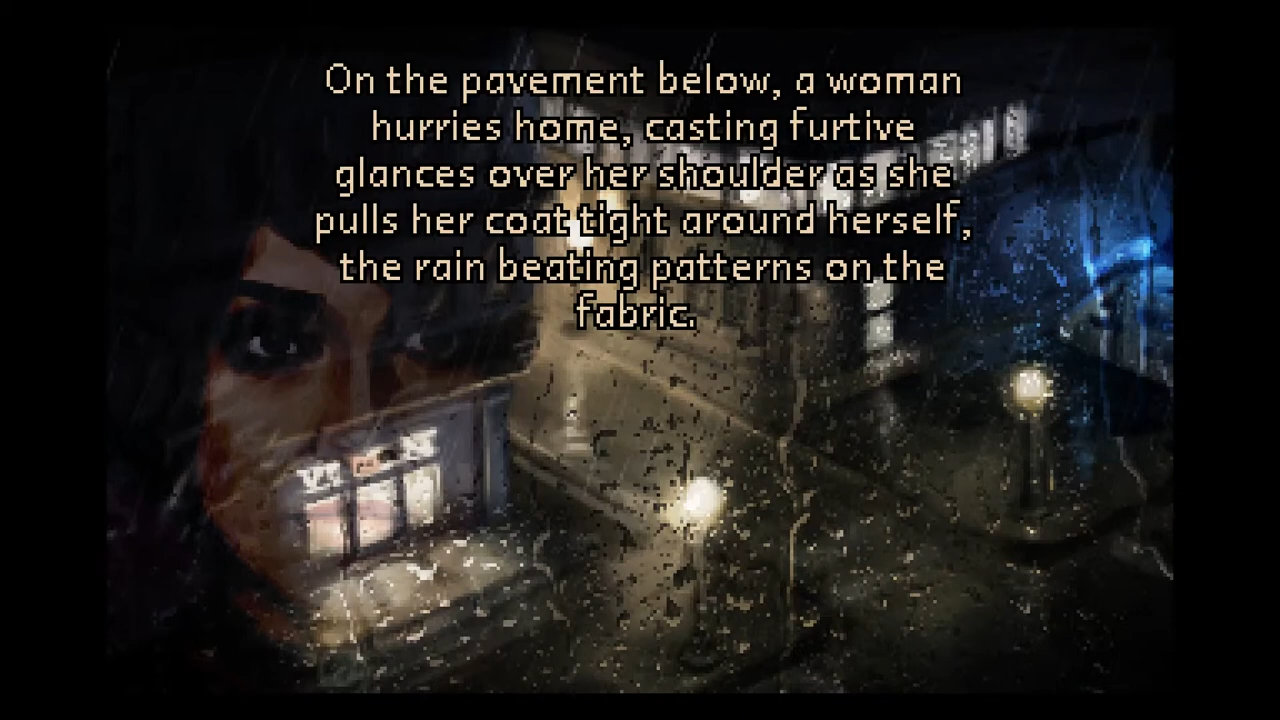 On the pavement below, a woman
hurries home, casting furtive
glances over her shoulder as she
pulls her coat tight around herself,
the rain beating patterns on the
fabric.